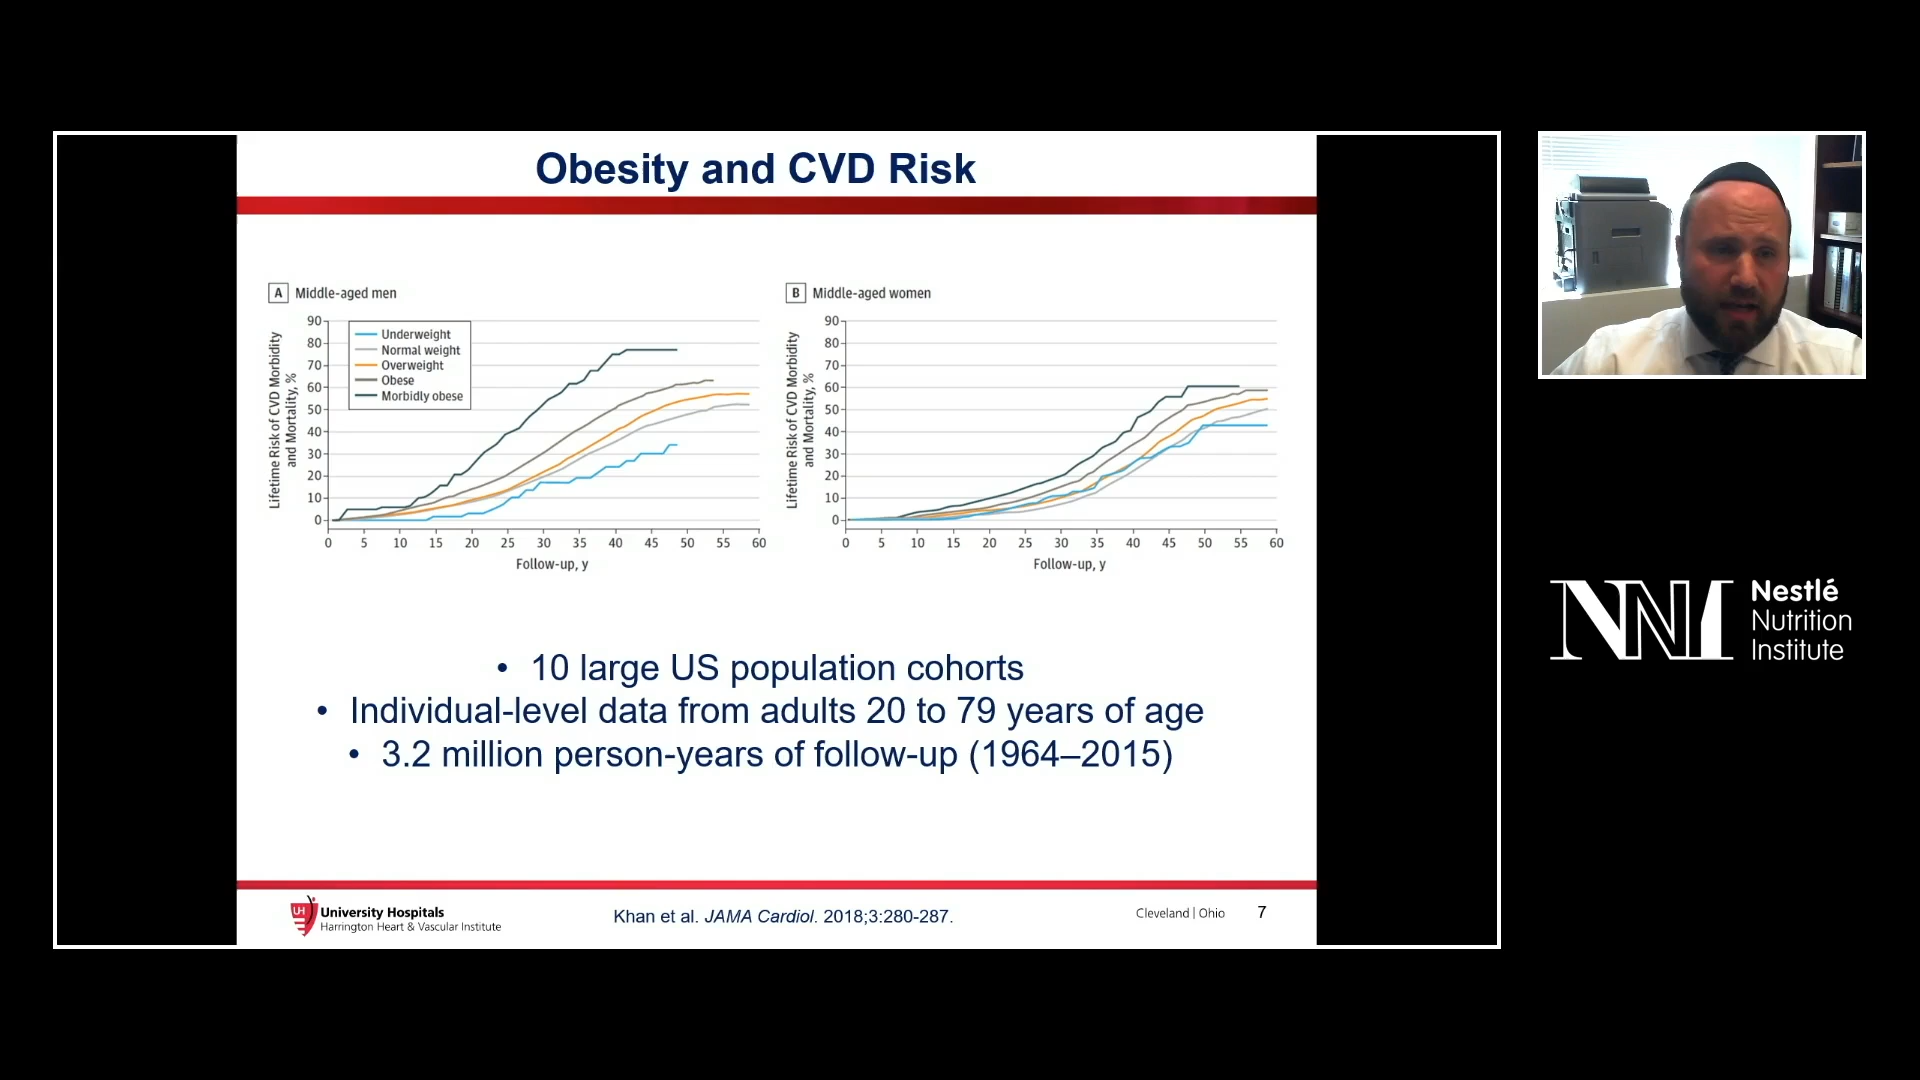 Obesity and CVD Risk
A Middle-aged men
Lifetime Risk of CVD Morbidity
and Mortality, %
90
80
70
60
50
40
30
20
10
0
Underweight
Normal weight
Overweight
Obese
Morbidly obese
0 5 10 15 20 25 30 35 40 45 50 55 60
Follow-up, y
B Middle-aged women
Lifetime Risk of CVD Morbidity
and Mortality, %
90
80
70
60
50
40
30
20
10
0
0 5 10 15 20 25 30 35 40 45 50 55 60
Follow-up, y
• 10 large US population cohorts
• Individual-level data from adults 20 to 79 years of age
• 3.2 million person-years of follow-up (1964–2015)
UH
University Hospitals
Harrington Heart & Vascular Institute
Khan et al. JAMA Cardiol. 2018;3:280-287.
Cleveland | Ohio 7
NNI
Nestlé
Nutrition
Institute